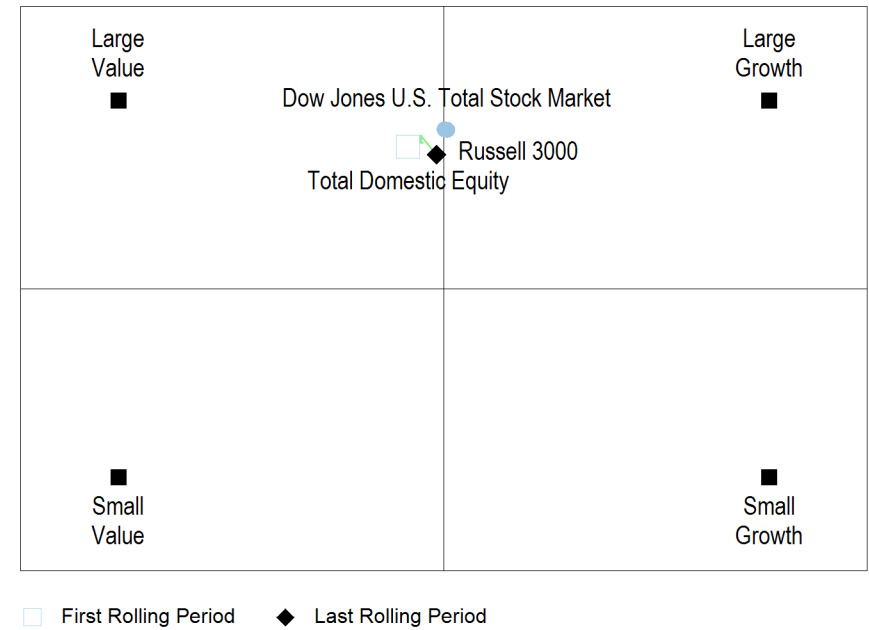 Large
Value
Large
Growth
Dow Jones U.S. Total Stock Market
Russell 3000
Total Domestic Equity
Small
Value
Small
Growth
First Rolling Period
Last Rolling Period